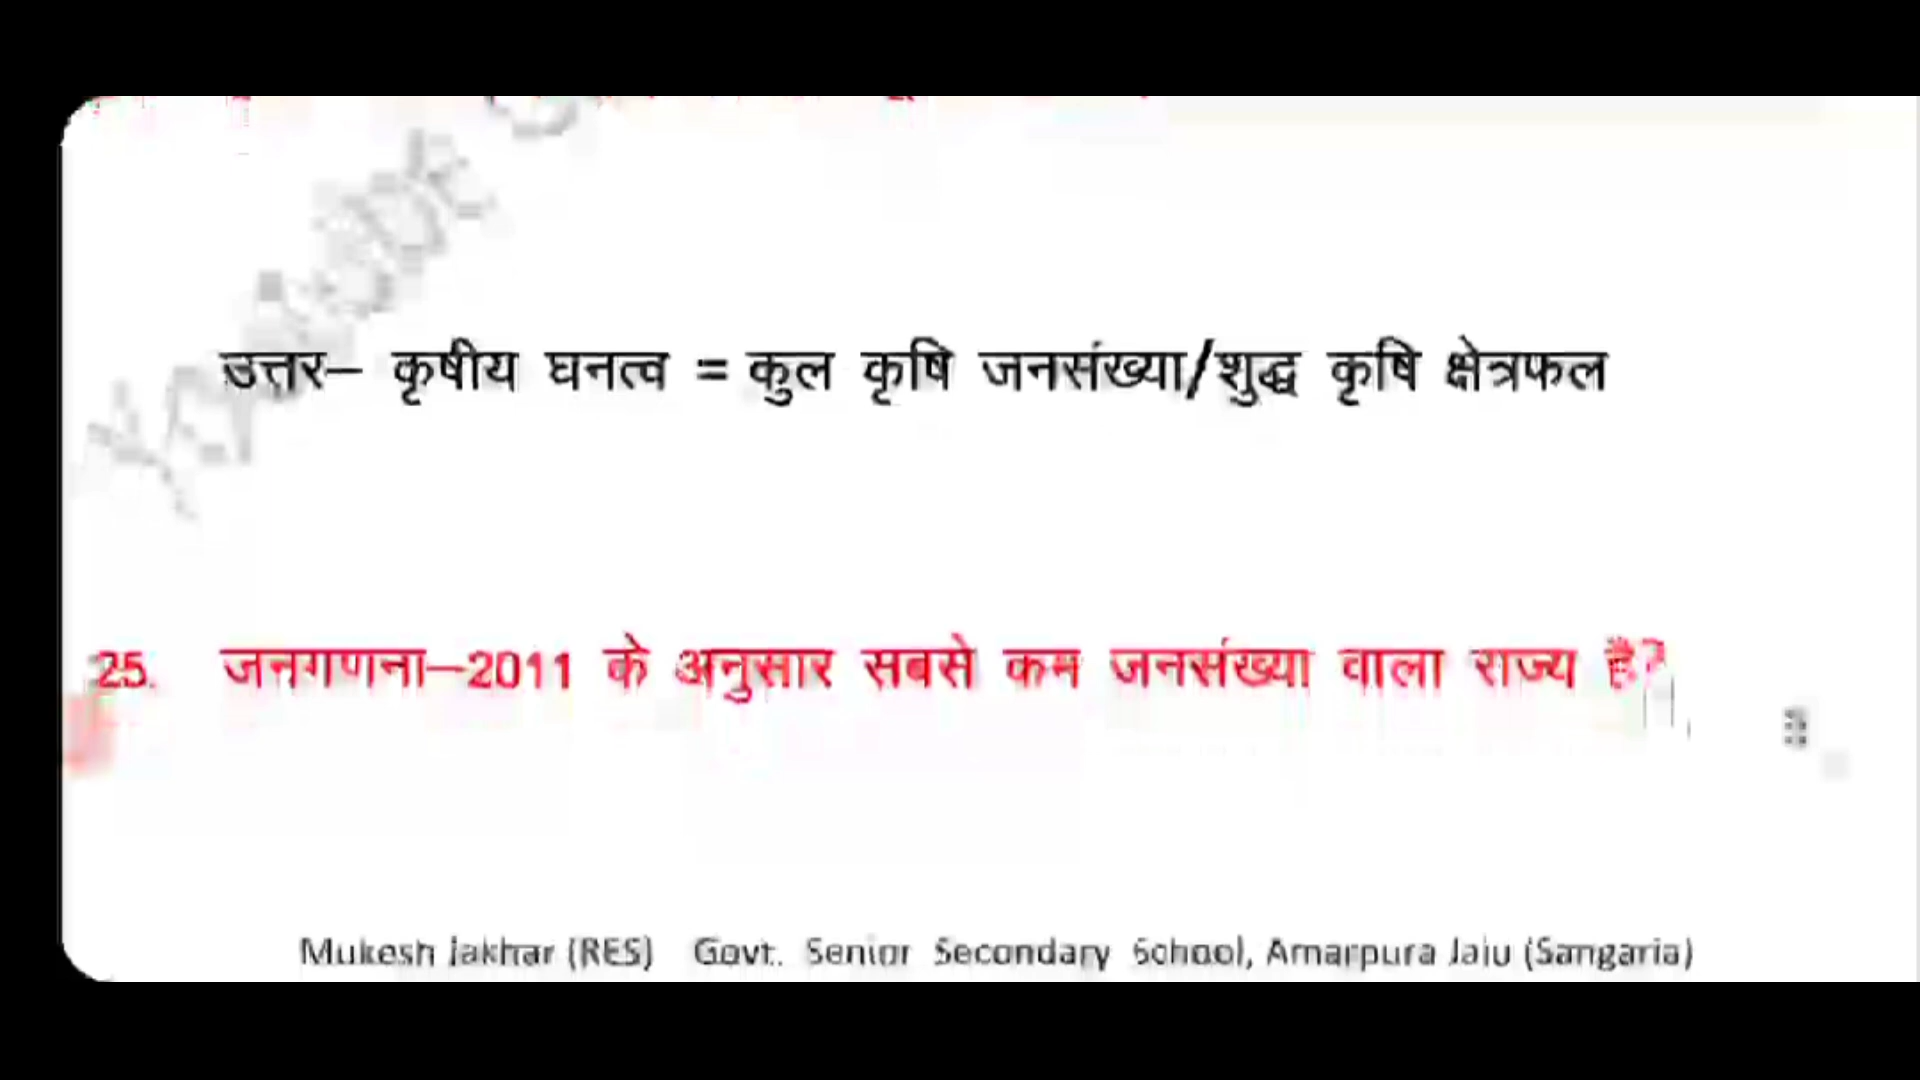 उत्तर– कृषीय घनत्व = कुल कृषि जनसंख्या/शुद्ध कृषि क्षेत्रफल
25. जनगणना–2011 के अनुसार सबसे कम जनसंख्या वाला राज्य है?
Mukesh Jakhar (RES) Govt. Senior Secondary School, Amarpura Jalu (Sangaria)